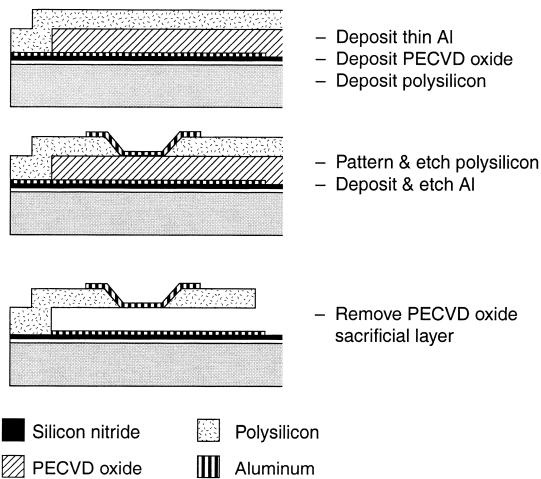 – Deposit thin Al
– Deposit PECVD oxide
– Deposit polysilicon
– Pattern & etch polysilicon
– Deposit & etch Al
– Remove PECVD oxide
sacrificial layer
Silicon nitride
Polysilicon
PECVD oxide
Aluminum